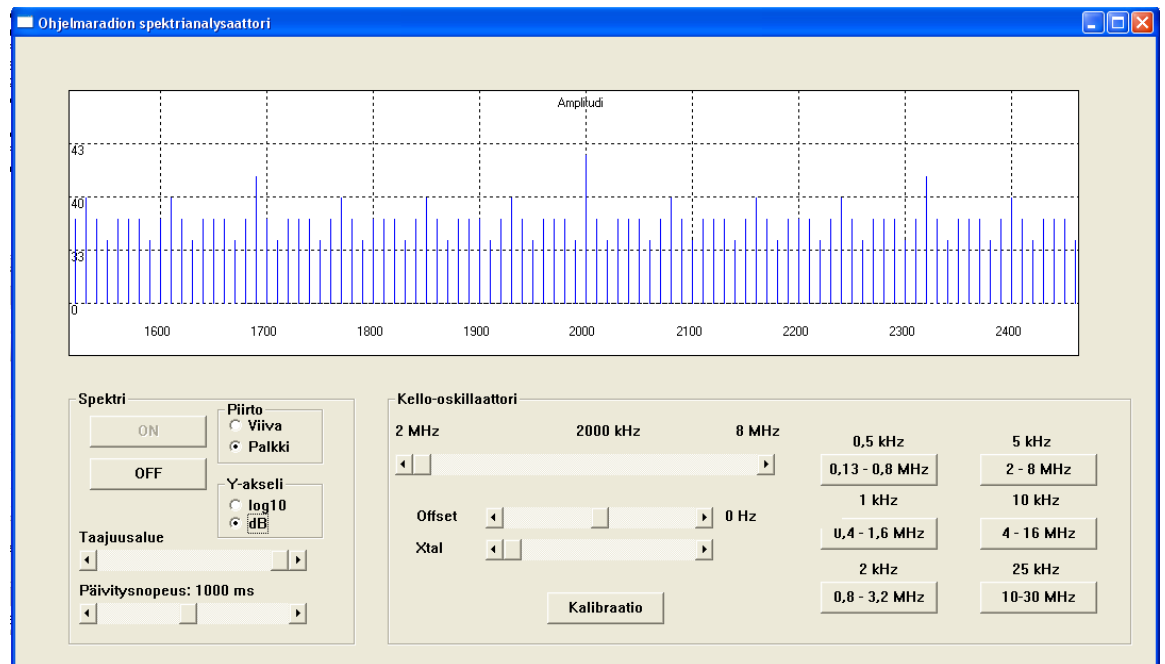 Ohjelmaradion spektrianalysaattori
Amplitudi
43
40
33
0
1600 1700 1800 1900 2000 2100 2200 2300 2400
Spektri
ON
OFF
Piirto
Viiva
Palkki
Y-akseli
log10
dB
Taajuusalue
Päivitysnopeus: 1000 ms
Kello-oskillaattori
2 MHz 2000 kHz 8 MHz
Offset 0 Hz
Xtal
Kalibraatio
0,5 kHz 5 kHz
0,13 - 0,8 MHz 2 - 8 MHz
1 kHz 10 kHz
0,4 - 1,6 MHz 4 - 16 MHz
2 kHz 25 kHz
0,8 - 3,2 MHz 10-30 MHz